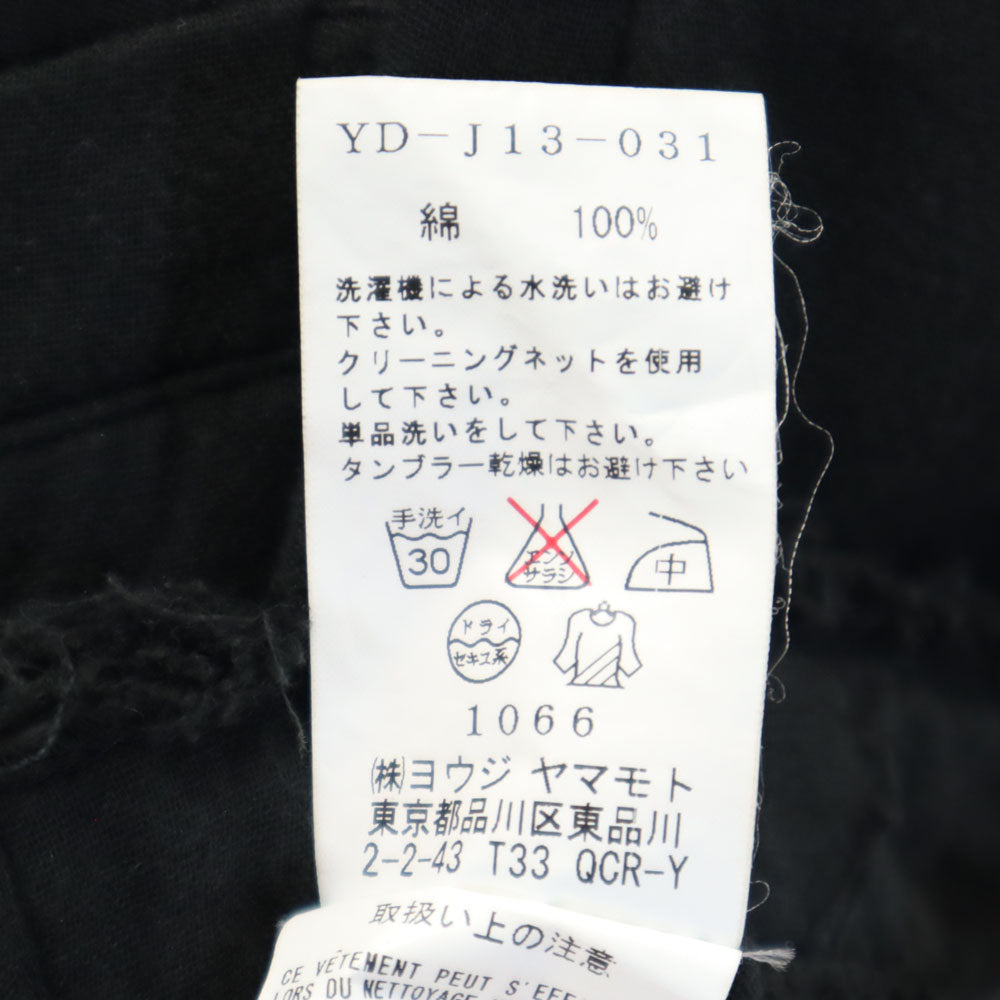 YD-J13-031
綿 100%
洗濯機による水洗いはお避け
下さい。
クリーニングネットを使用
して下さい。
単品洗いをして下さい。
タンブラー乾燥はお避け下さい
手洗イ
30
エンソ
サラシ
中
ドライ
セキユ系
1066
㈱ヨウジ ヤマモト
東京都品川区東品川
2-2-43 T33 QCR-Y
取扱い上の注意
CE VÊTEMENT PEUT S'EFF
LORS DU NETTOYAGE